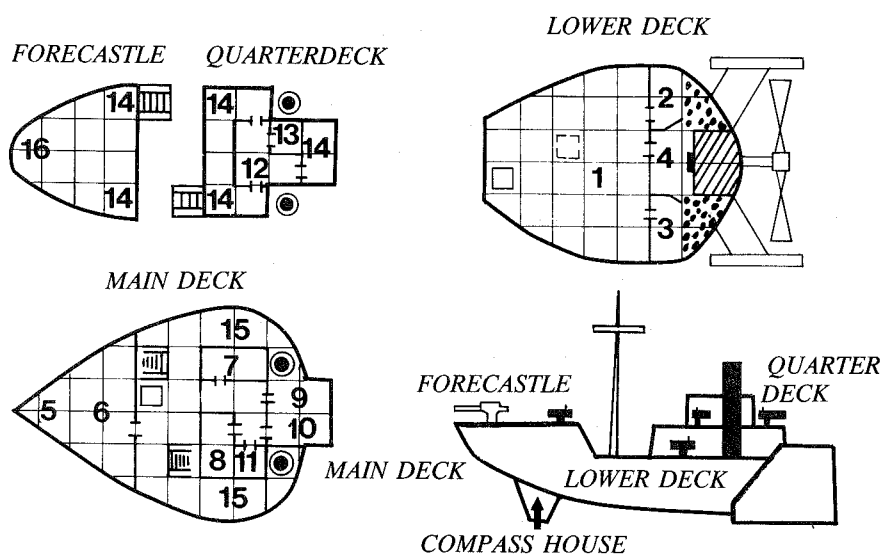 FORECASTLE
QUARTERDECK
14
16
14
14
13
14
12
14
LOWER DECK
2
1
4
3
MAIN DECK
15
7
5
6
9
10
8
11
15
FORECASTLE
QUARTER
DECK
MAIN DECK
LOWER DECK
COMPASS HOUSE